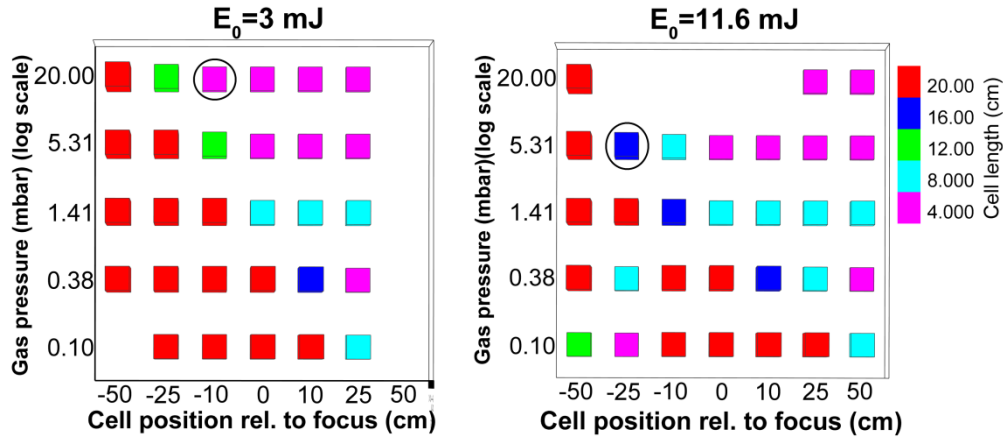 E₀=3 mJ
Gas pressure (mbar) (log scale)
20.00
5.31
1.41
0.38
0.10
-50 -25 -10 0 10 25 50
Cell position rel. to focus (cm)
E₀=11.6 mJ
Gas pressure (mbar)(log scale)
20.00
5.31
1.41
0.38
0.10
-50 -25 -10 0 10 25 50
Cell position rel. to focus (cm)
20.00
16.00
12.00
8.000
4.000
Cell length (cm)